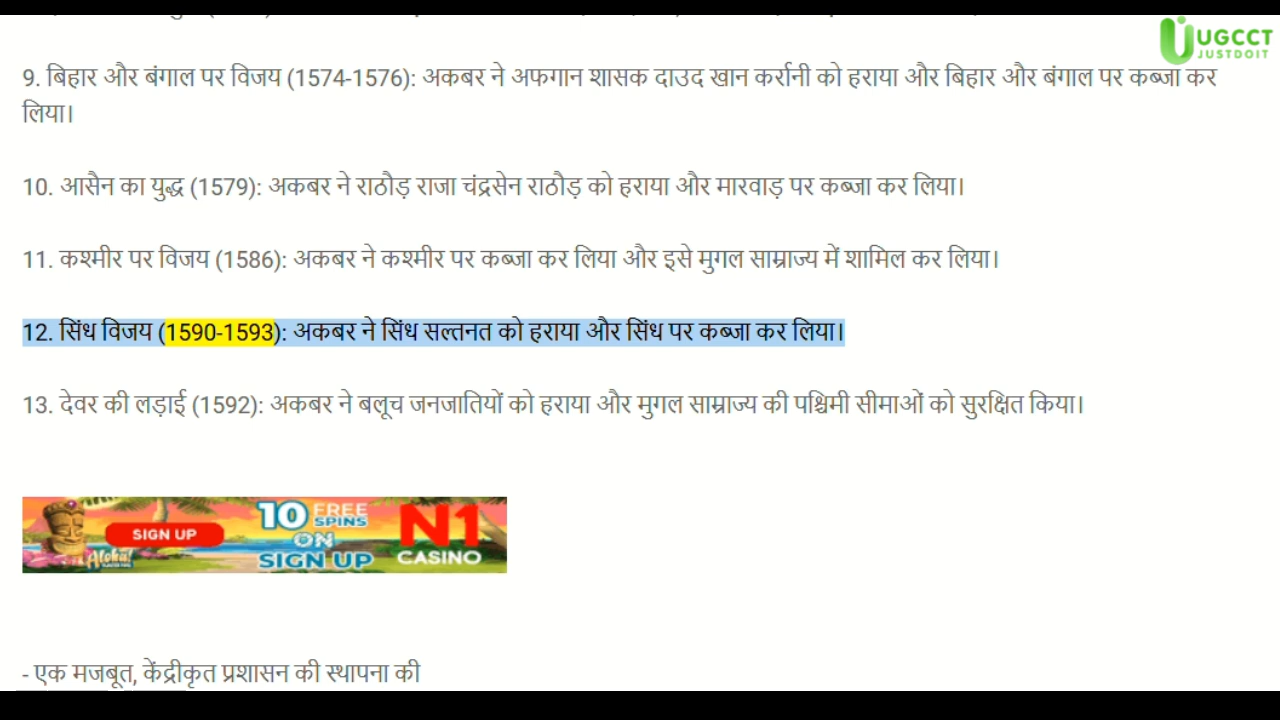 UGCCT
JUSTDOIT
9. बिहार और बंगाल पर विजय (1574-1576): अकबर ने अफगान शासक दाउद खान कर्रानी को हराया और बिहार और बंगाल पर कब्जा कर
लिया।
10. आसैन का युद्ध (1579): अकबर ने राठौड़ राजा चंद्रसेन राठौड़ को हराया और मारवाड़ पर कब्जा कर लिया।
11. कश्मीर पर विजय (1586): अकबर ने कश्मीर पर कब्जा कर लिया और इसे मुगल साम्राज्य में शामिल कर लिया।
12. सिंध विजय (1590-1593): अकबर ने सिंध सल्तनत को हराया और सिंध पर कब्जा कर लिया।
13. देवर की लड़ाई (1592): अकबर ने बलूच जनजातियों को हराया और मुगल साम्राज्य की पश्चिमी सीमाओं को सुरक्षित किया।
Aloha!
SIGN UP
10 FREE SPINS
ON
SIGN UP
N1
CASINO
- एक मजबूत, केंद्रीकृत प्रशासन की स्थापना की